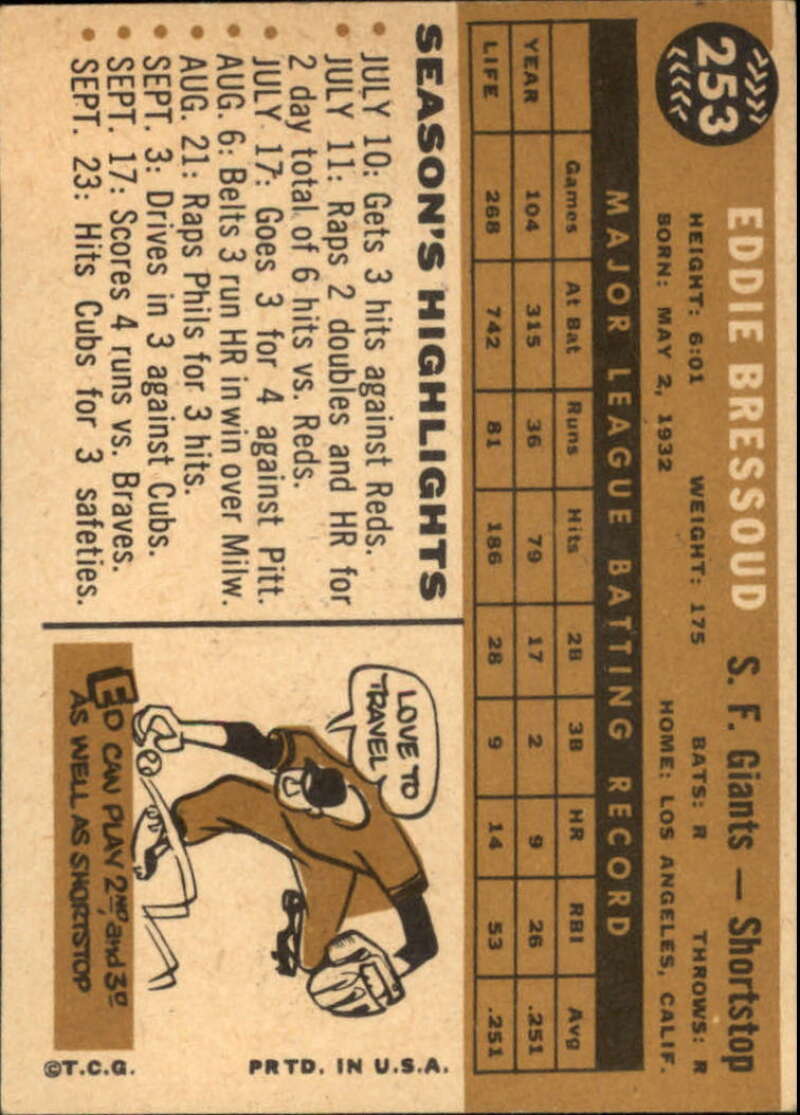 253
EDDIE BRESSOUD S. F. Giants — Shortstop
HEIGHT: 6:01 WEIGHT: 175 BATS: R THROWS: R
BORN: MAY 2, 1932 HOME: LOS ANGELES, CALIF.
MAJOR LEAGUE BATTING RECORD
Games At Bat Runs Hits 2B 3B HR RBI Avg
YEAR 104 315 36 79 17 2 9 26 .251
LIFE 268 742 81 186 28 9 14 53 .251
SEASON'S HIGHLIGHTS
• JULY 10: Gets 3 hits against Reds.
• JULY 11: Raps 2 doubles and HR for
2 day total of 6 hits vs. Reds.
• JULY 17: Goes 3 for 4 against Pitt.
• AUG. 6: Belts 3 run HR in win over Milw.
• AUG. 21: Raps Phils for 3 hits.
• SEPT. 3: Drives in 3 against Cubs.
• SEPT. 17: Scores 4 runs vs. Braves.
• SEPT. 23: Hits Cubs for 3 safeties.
LOVE TO
TRAVEL
ED CAN PLAY 2ND and 3D
AS WELL AS SHORTSTOP
©T.C.G. PRTD. IN U.S.A.